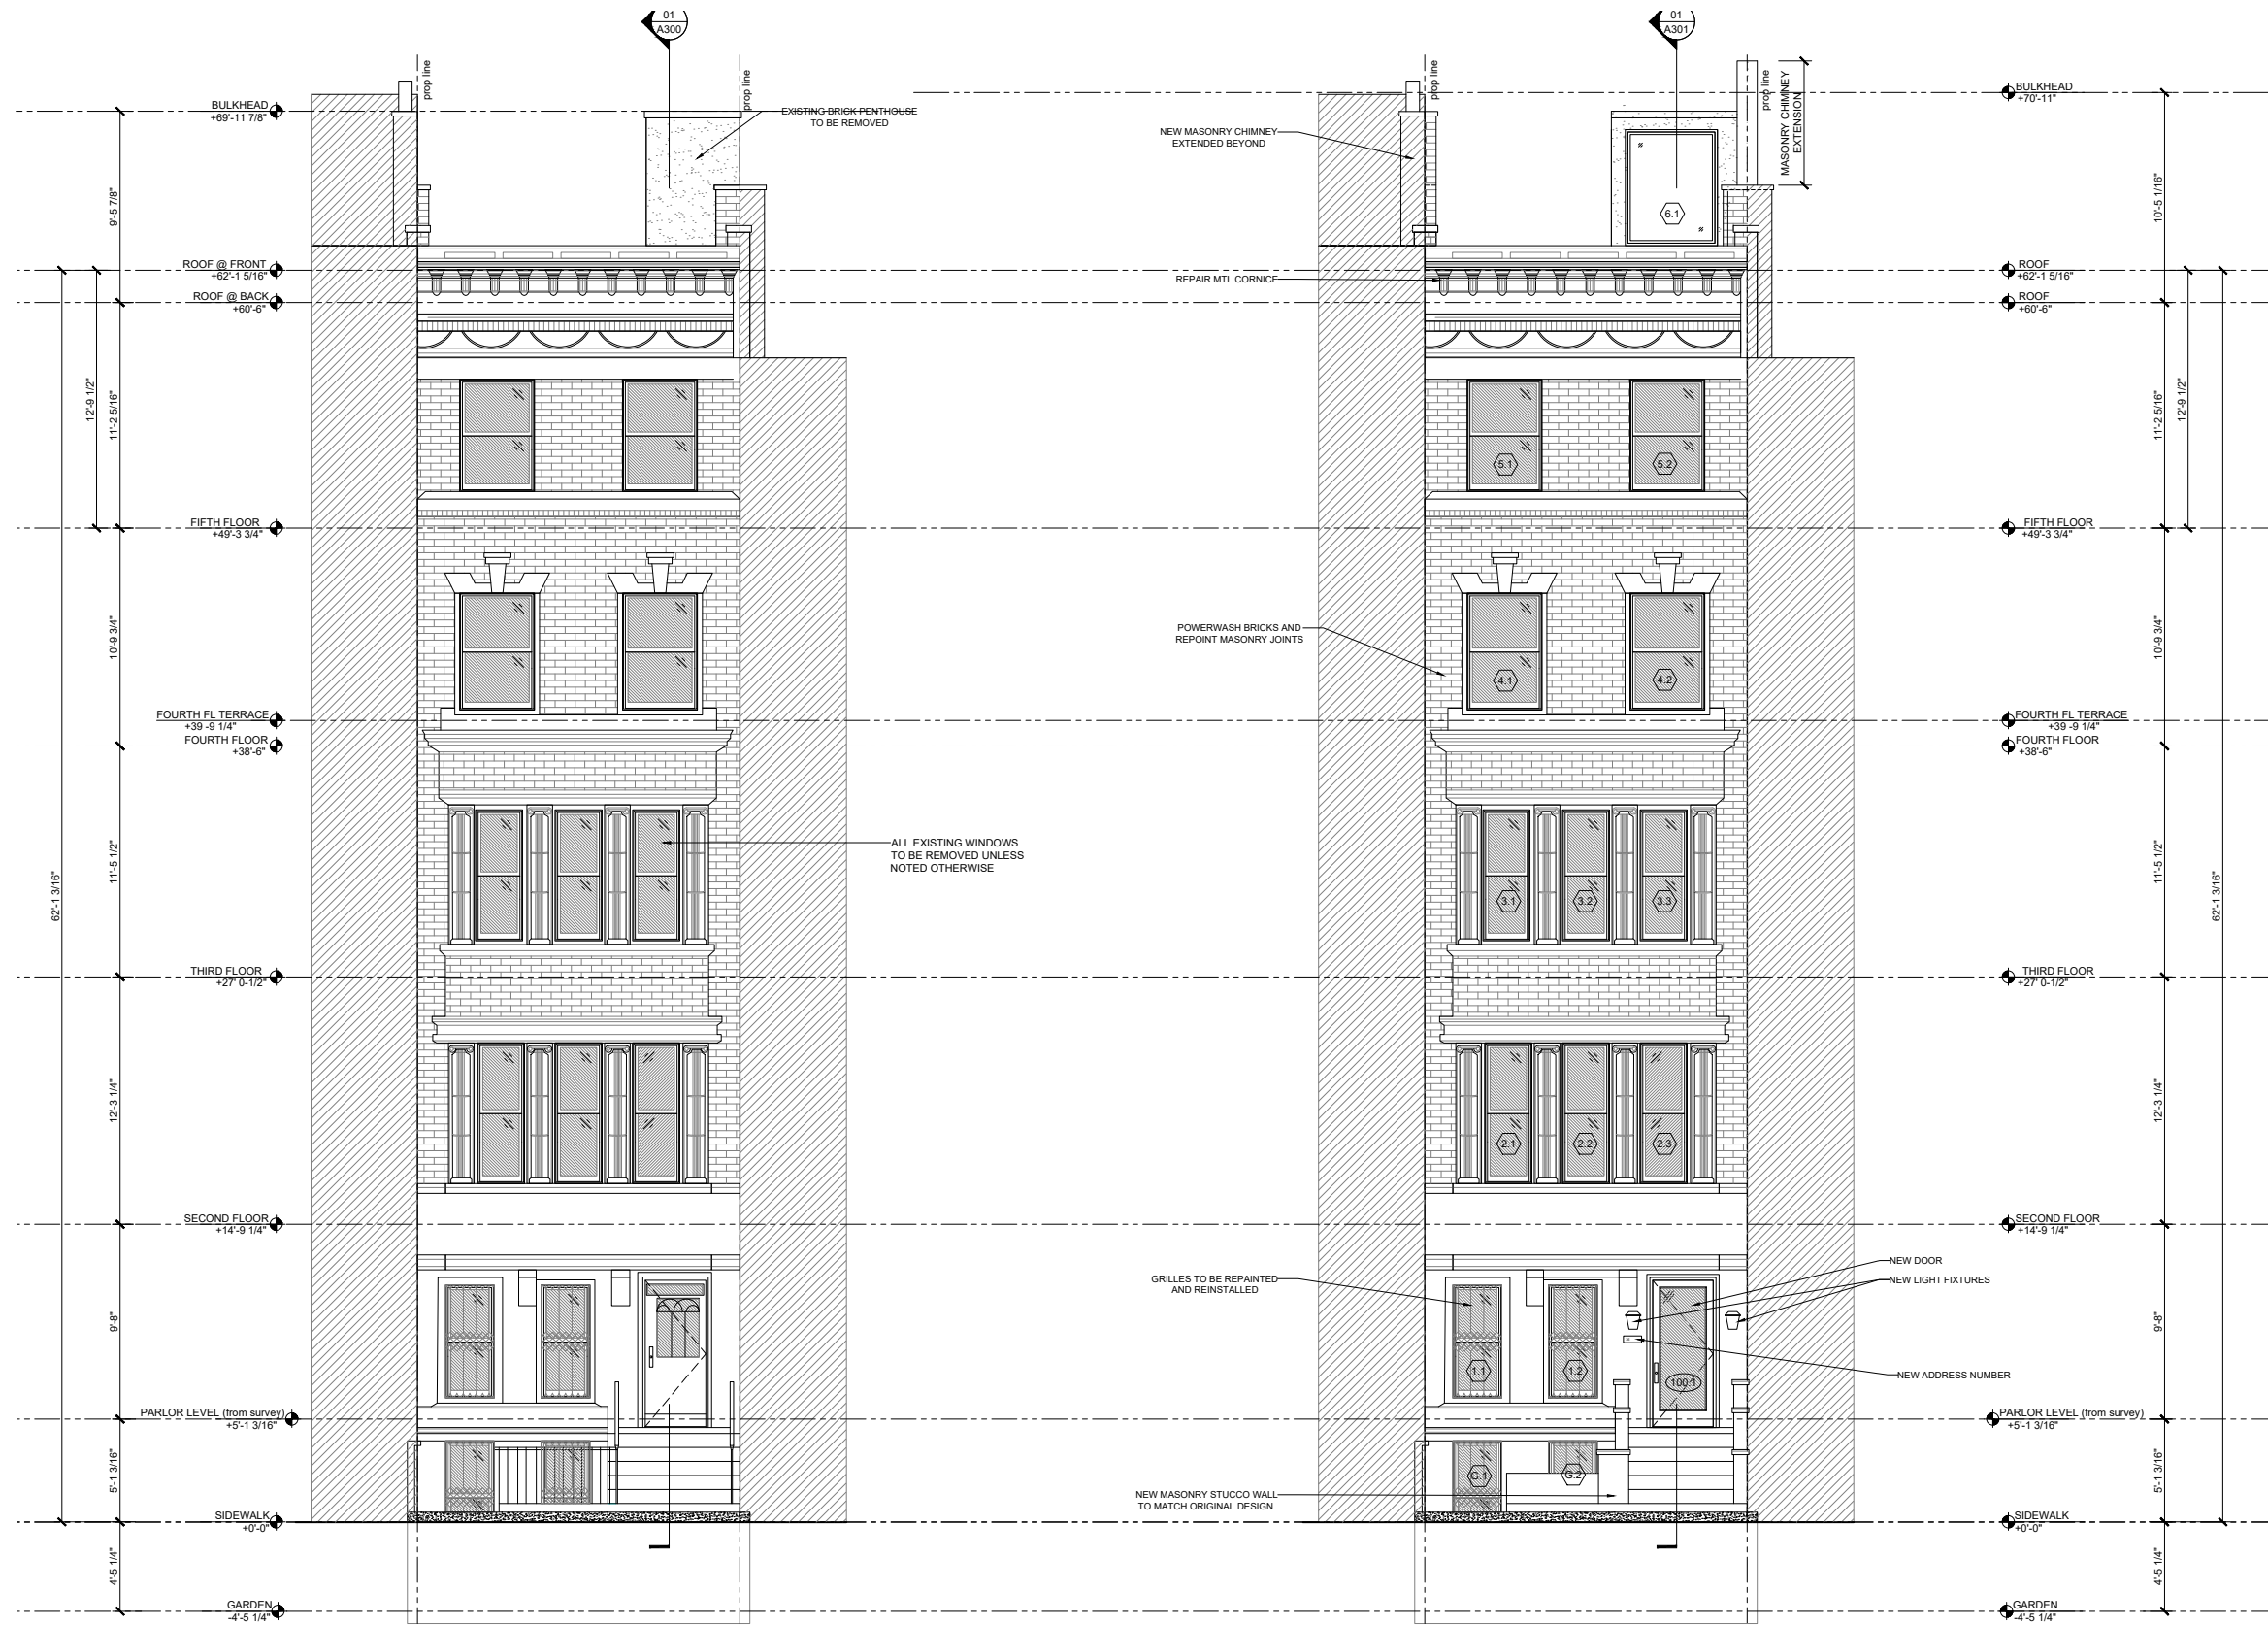 01
A300
prop line
prop line
BULKHEAD
+69'-11 7/8"
EXISTING BRICK PENTHOUSE
TO BE REMOVED
9'-5 7/8"
ROOF @ FRONT
+62'-1 5/16"
ROOF @ BACK
+60'-6"
12'-9 1/2"
11'-2 5/16"
FIFTH FLOOR
+49'-3 3/4"
10'-9 3/4"
FOURTH FL TERRACE
+39 -9 1/4"
FOURTH FLOOR
+38'-6"
ALL EXISTING WINDOWS
TO BE REMOVED UNLESS
NOTED OTHERWISE
11'-5 1/2"
62'-1 3/16"
THIRD FLOOR
+27' 0-1/2"
12'-3 1/4"
SECOND FLOOR
+14'-9 1/4"
9'-8"
PARLOR LEVEL (from survey)
+5'-1 3/16"
5'-1 3/16"
SIDEWALK
+0'-0"
4'-5 1/4"
GARDEN
-4'-5 1/4"
01
A301
prop line
prop line
MASONRY CHIMNEY
EXTENSION
BULKHEAD
+70'-11"
NEW MASONRY CHIMNEY
EXTENDED BEYOND
6.1
10'-5 1/16"
ROOF
+62'-1 5/16"
REPAIR MTL CORNICE
ROOF
+60'-6"
11'-2 5/16"
12'-9 1/2"
5.1
5.2
FIFTH FLOOR
+49'-3 3/4"
POWERWASH BRICKS AND
REPOINT MASONRY JOINTS
10'-9 3/4"
4.1
4.2
FOURTH FL TERRACE
+39 -9 1/4"
FOURTH FLOOR
+38'-6"
11'-5 1/2"
62'-1 3/16"
3.1
3.2
3.3
THIRD FLOOR
+27' 0-1/2"
12'-3 1/4"
2.1
2.2
2.3
SECOND FLOOR
+14'-9 1/4"
NEW DOOR
NEW LIGHT FIXTURES
GRILLES TO BE REPAINTED
AND REINSTALLED
9'-8"
1.1
1.2
100.1
NEW ADDRESS NUMBER
PARLOR LEVEL (from survey)
+5'-1 3/16"
G.1
G.2
5'-1 3/16"
NEW MASONRY STUCCO WALL
TO MATCH ORIGINAL DESIGN
SIDEWALK
+0'-0"
4'-5 1/4"
GARDEN
-4'-5 1/4"